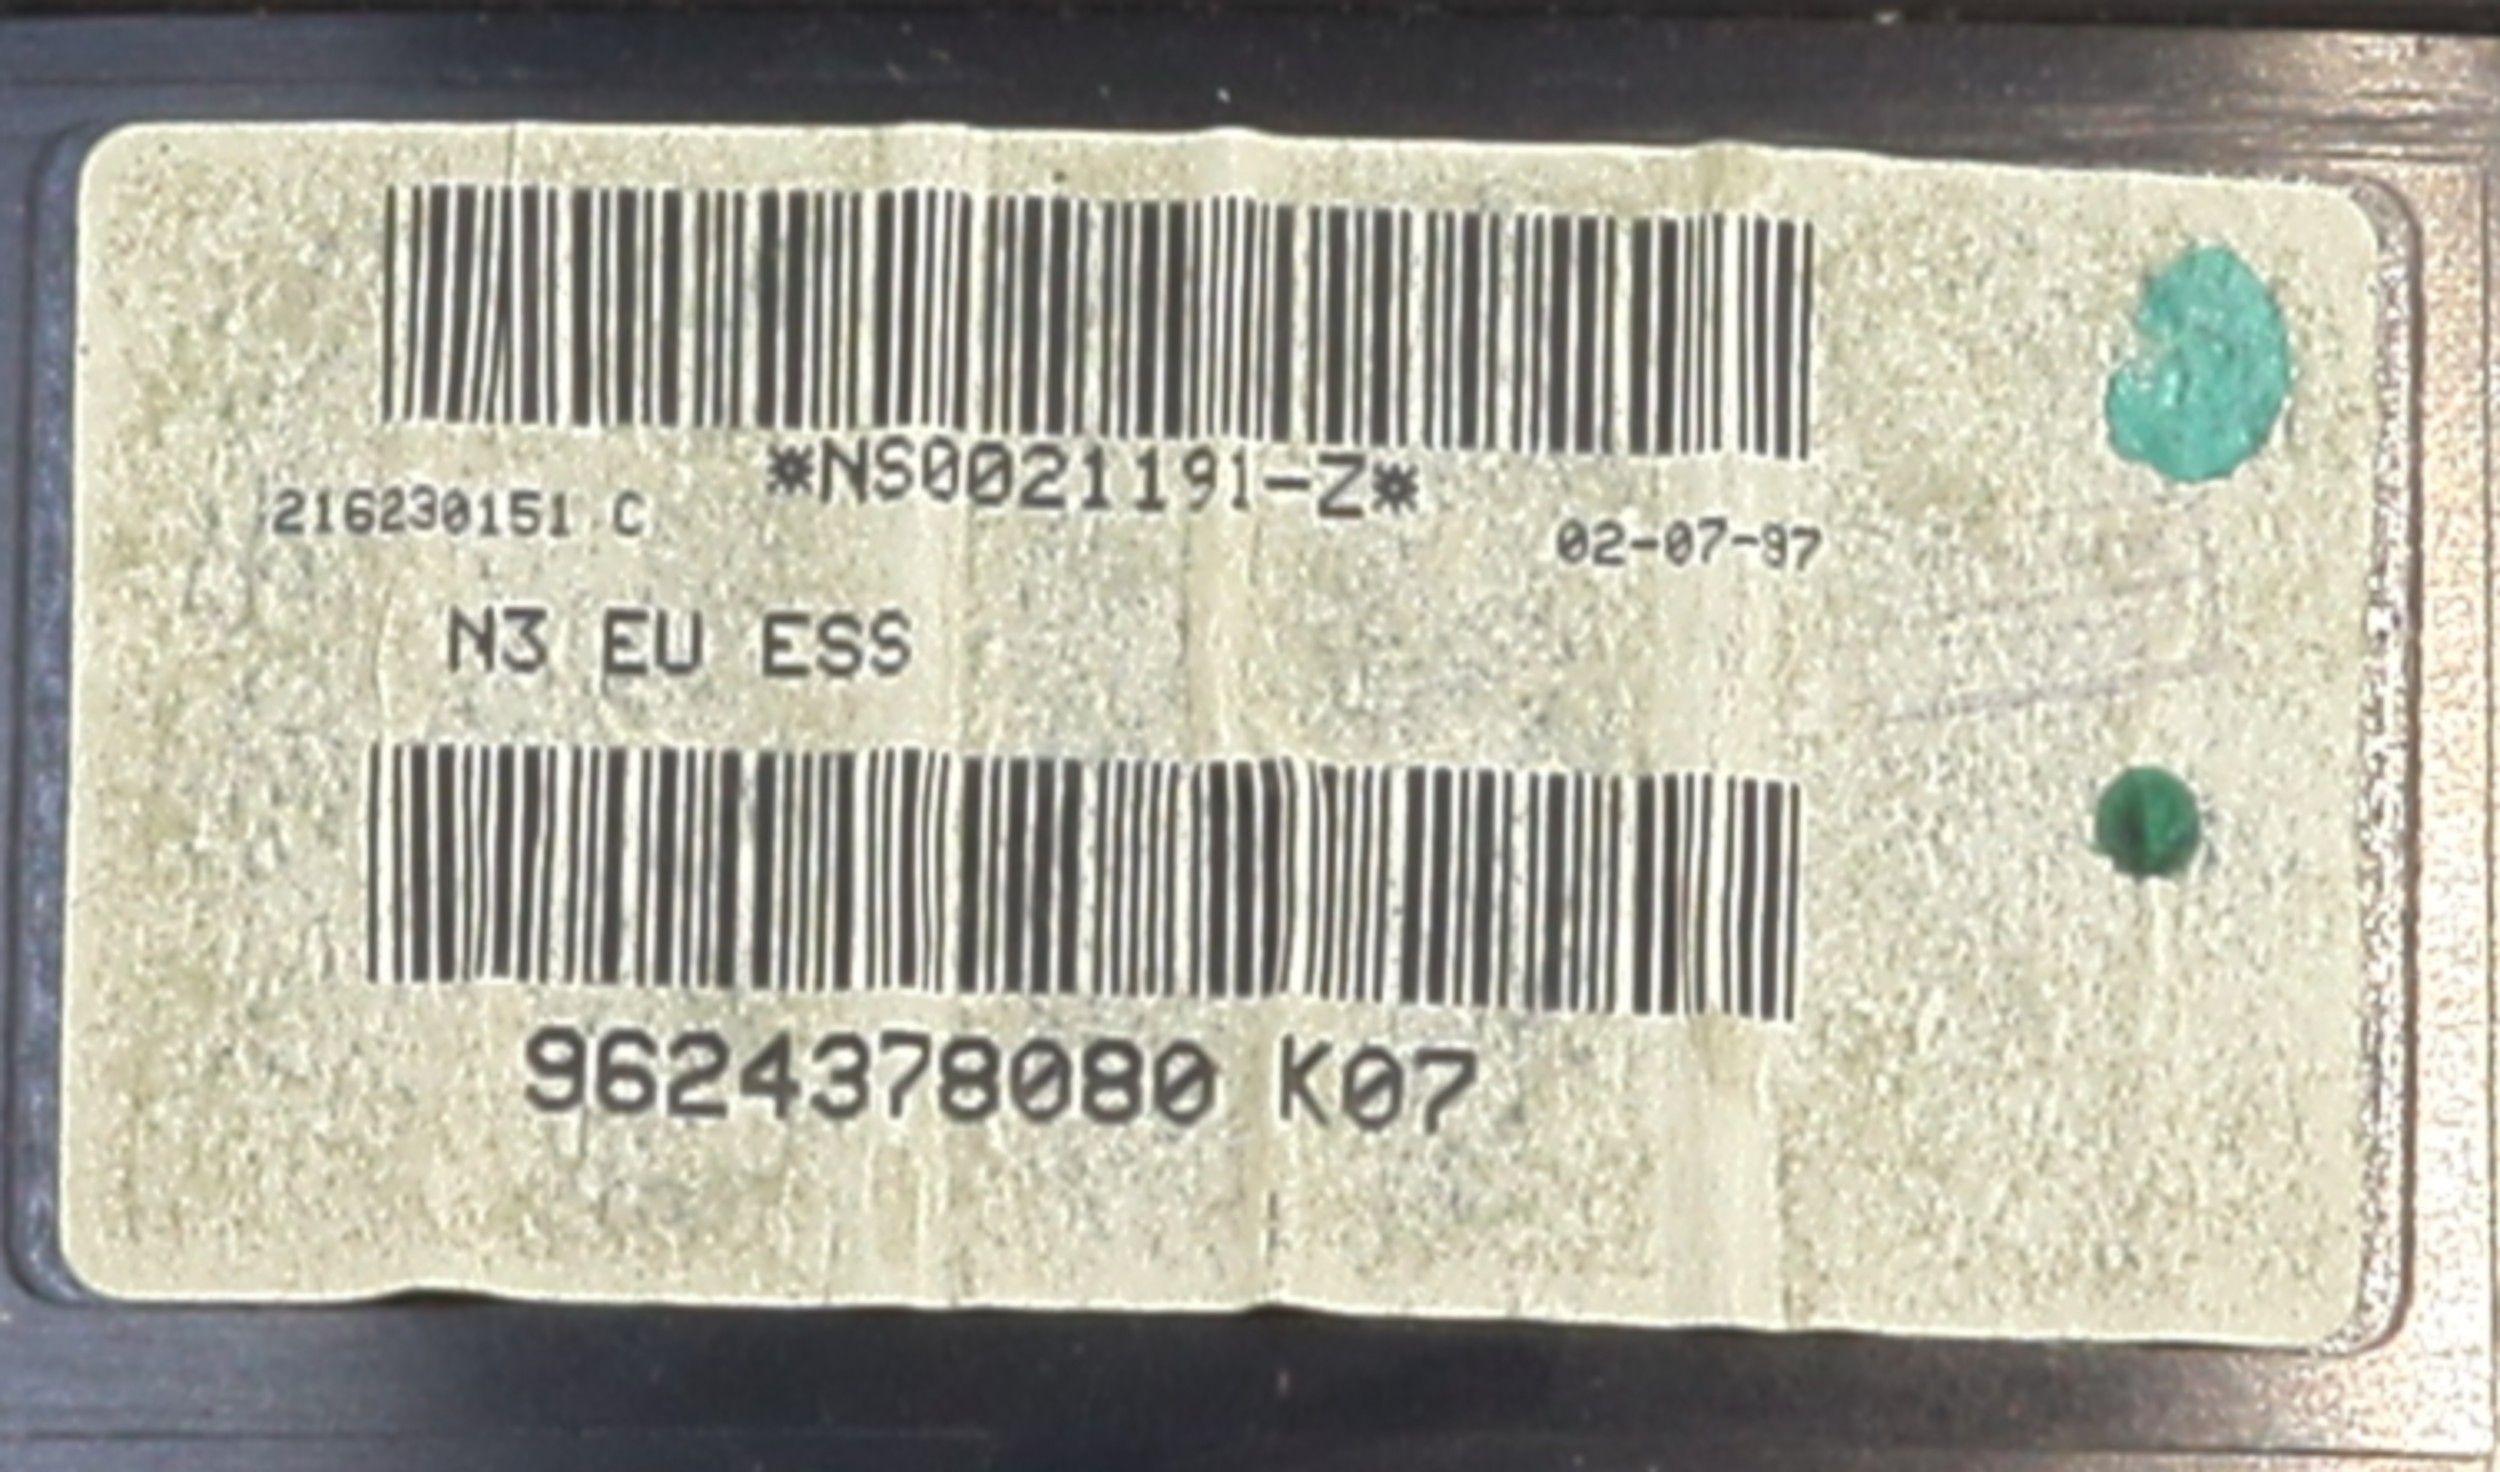 *NS0021191-Z*
216230151 C
02-07-97
N3 EU ESS
9624378080 K07